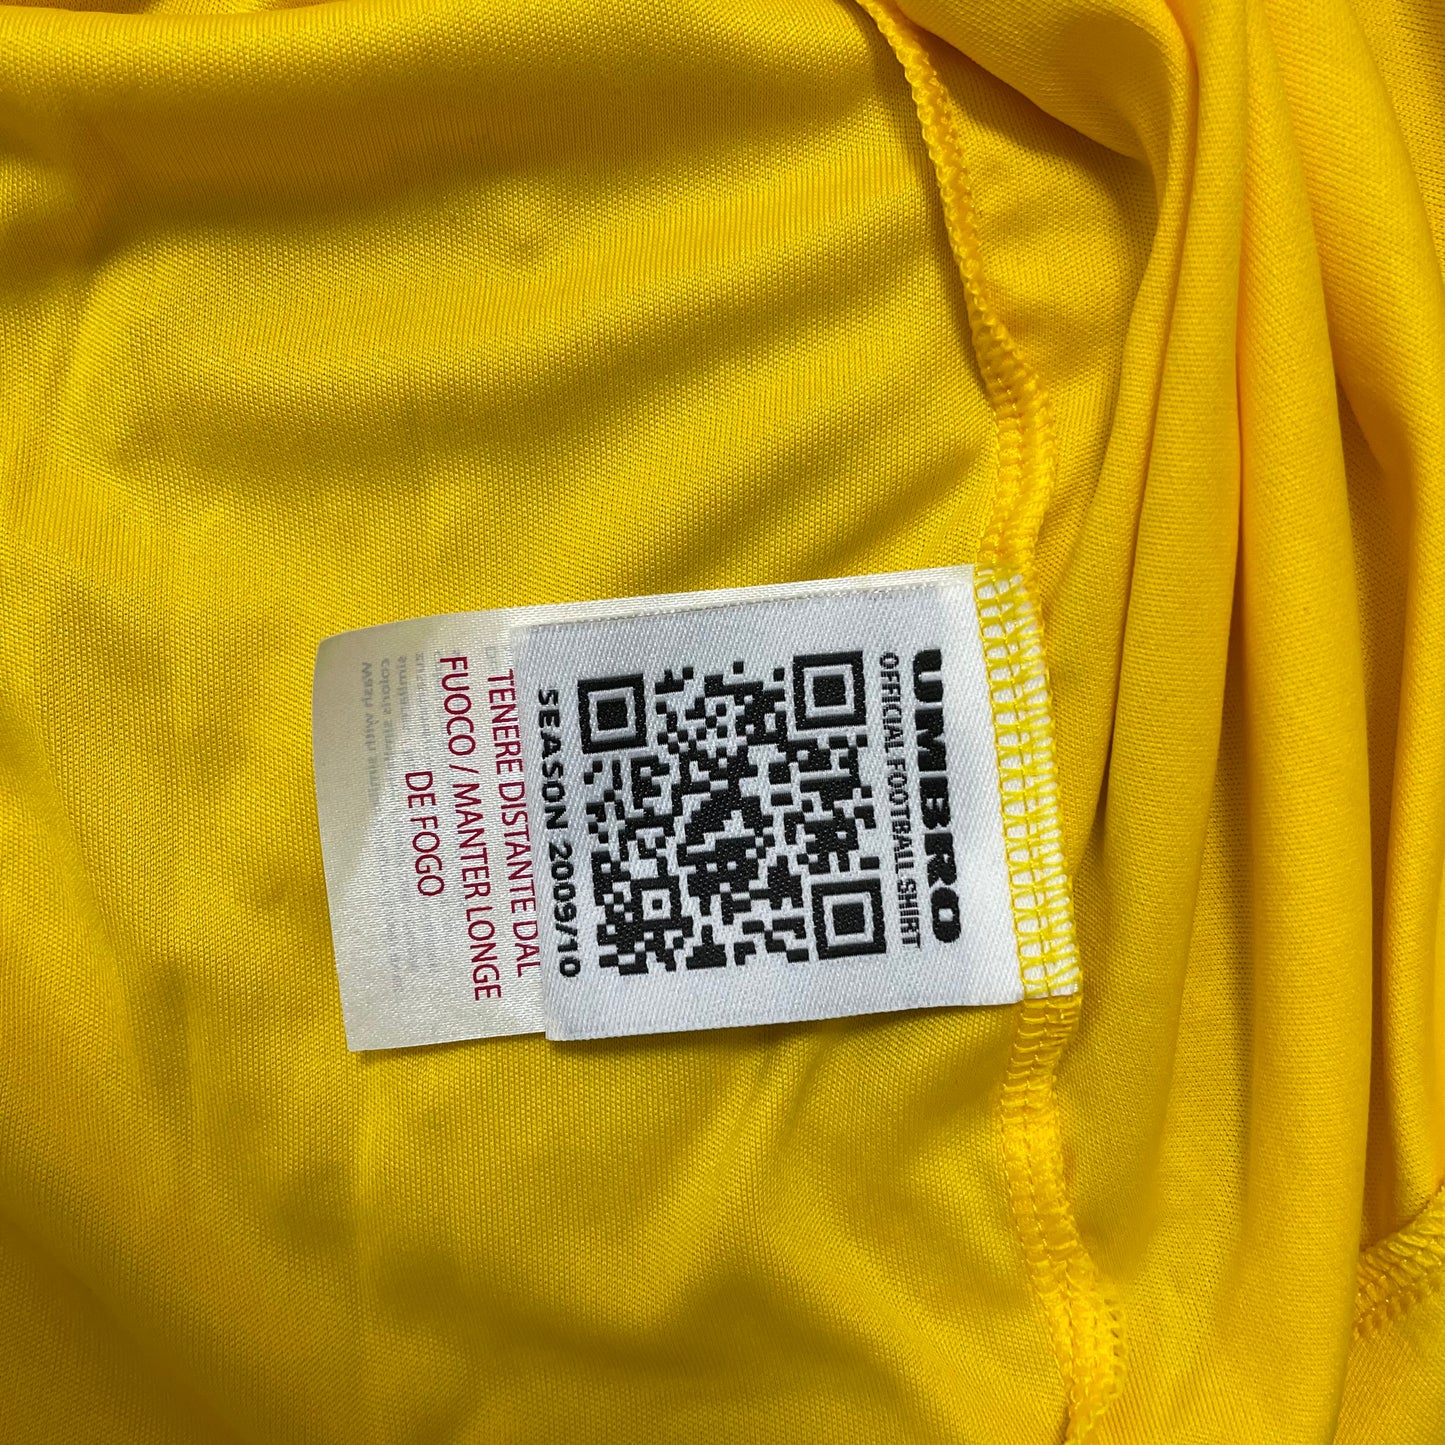 UMBRO
OFFICIAL FOOTBALL SHIRT
SEASON 2009/10
TENERE DISTANTE DAL
FUOCO / MANTER LONGE
DE FOGO